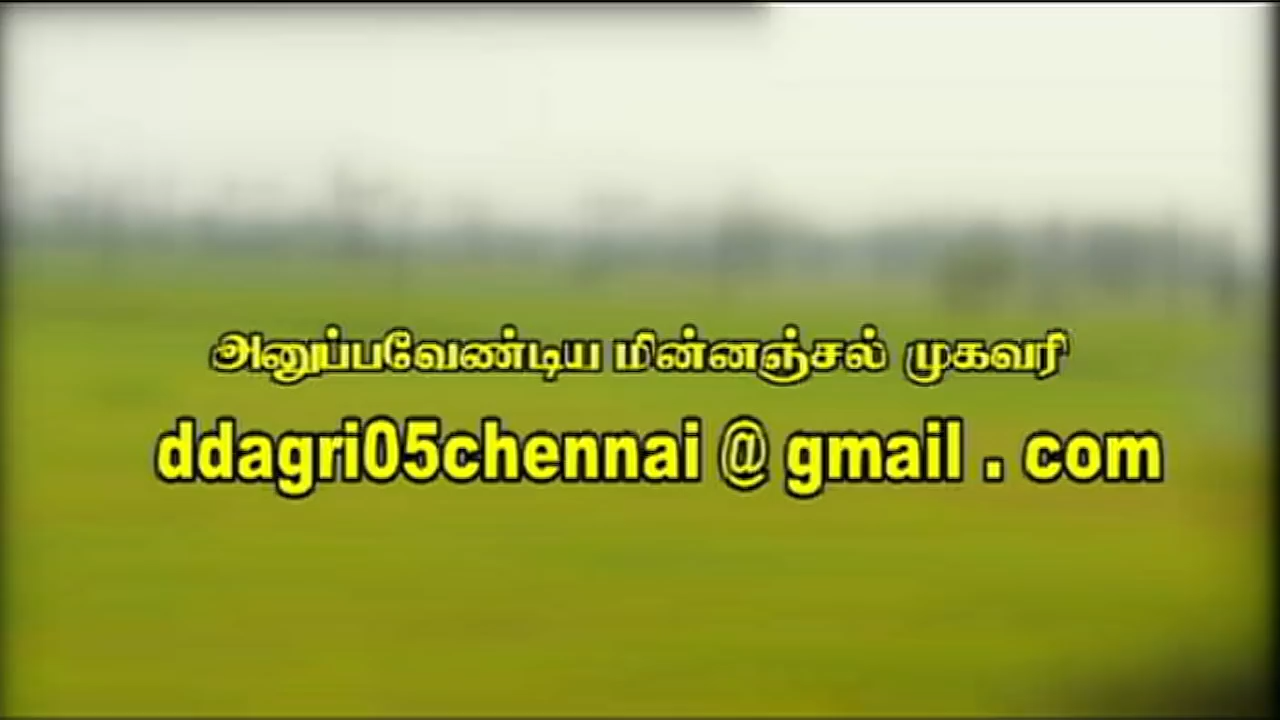 அனுப்பவேண்டிய மின்னஞ்சல் முகவரி
ddagri05chennai @ gmail . com